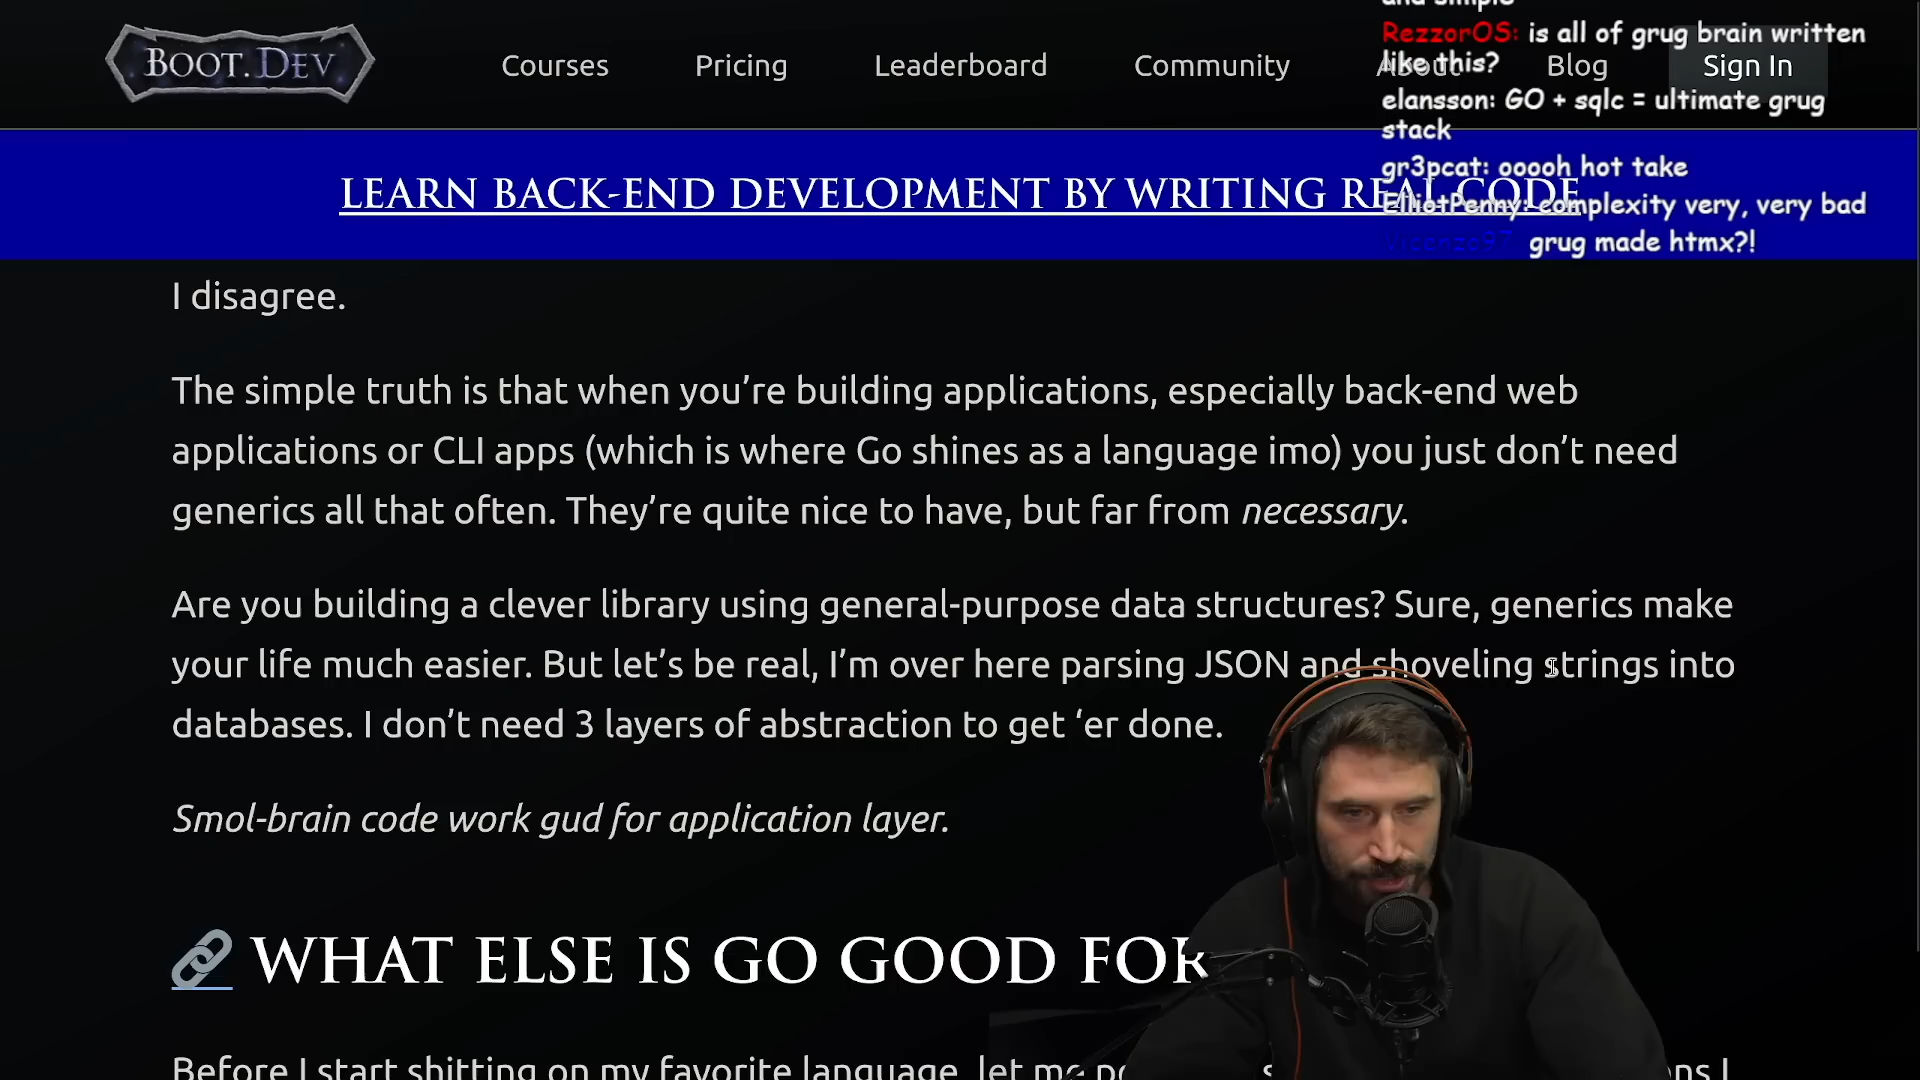 BOOT.DEV
Courses
Pricing
Leaderboard
Community
About
Blog
Sign In
and simple
RezzorOS: is all of grug brain written
like this?
elansson: GO + sqlc = ultimate grug
stack
gr3pcat: ooooh hot take
ElliotPenny: complexity very, very bad
Vicenzo97 grug made htmx?!
LEARN BACK-END DEVELOPMENT BY WRITING REAL CODE
I disagree.
The simple truth is that when you’re building applications, especially back-end web
applications or CLI apps (which is where Go shines as a language imo) you just don’t need
generics all that often. They’re quite nice to have, but far from necessary.
Are you building a clever library using general-purpose data structures? Sure, generics make
your life much easier. But let’s be real, I’m over here parsing JSON and shoveling strings into
databases. I don’t need 3 layers of abstraction to get ‘er done.
Smol-brain code work gud for application layer.
WHAT ELSE IS GO GOOD FOR
Before I start shitting on my favorite language, let me